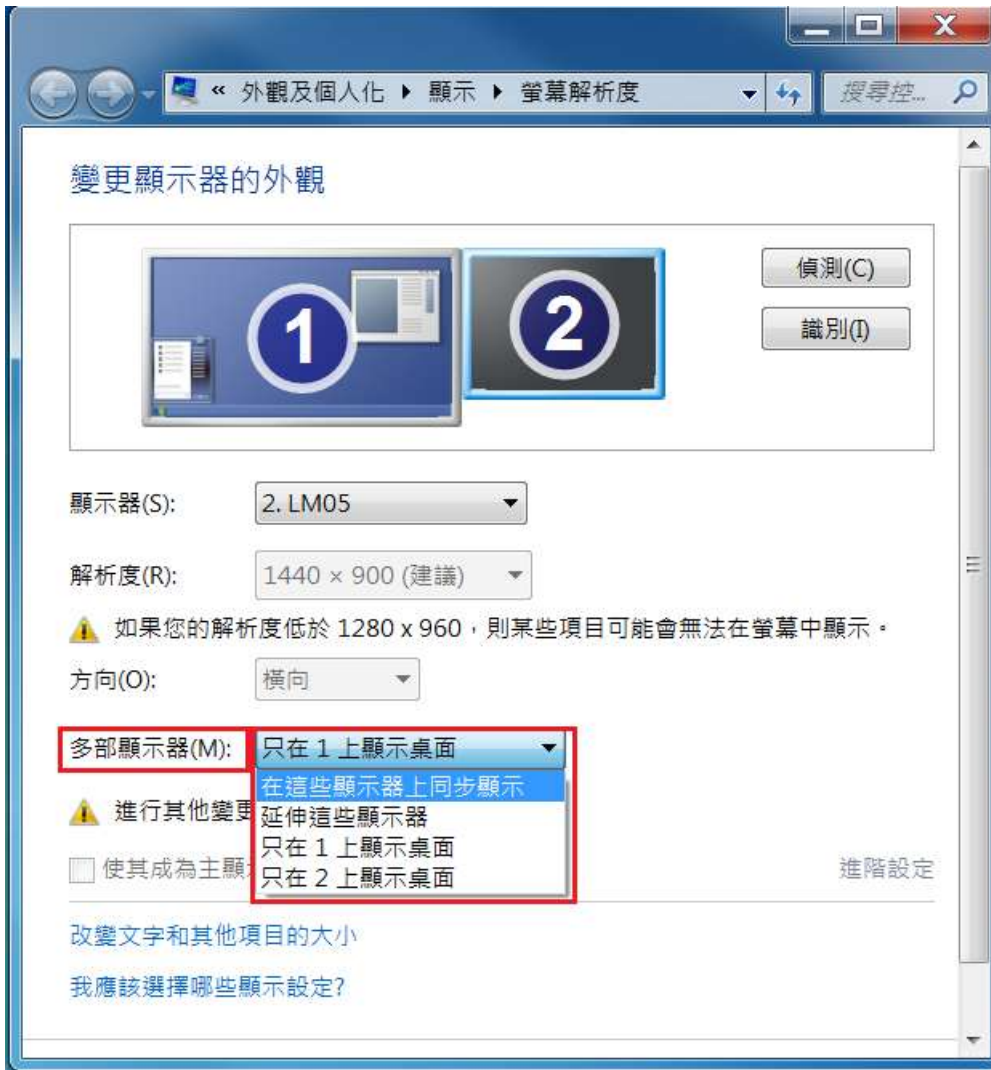 « 外觀及個人化 ▸ 顯示 ▸ 螢幕解析度 搜尋控...
變更顯示器的外觀
1 2
偵測(C)
識別(I)
顯示器(S): 2. LM05
解析度(R): 1440 × 900 (建議)
如果您的解析度低於 1280 x 960，則某些項目可能會無法在螢幕中顯示。
方向(O): 橫向
多部顯示器(M): 只在 1 上顯示桌面
在這些顯示器上同步顯示
進行其他變更 延伸這些顯示器
只在 1 上顯示桌面
使其成為主顯 只在 2 上顯示桌面 進階設定
改變文字和其他項目的大小
我應該選擇哪些顯示設定?